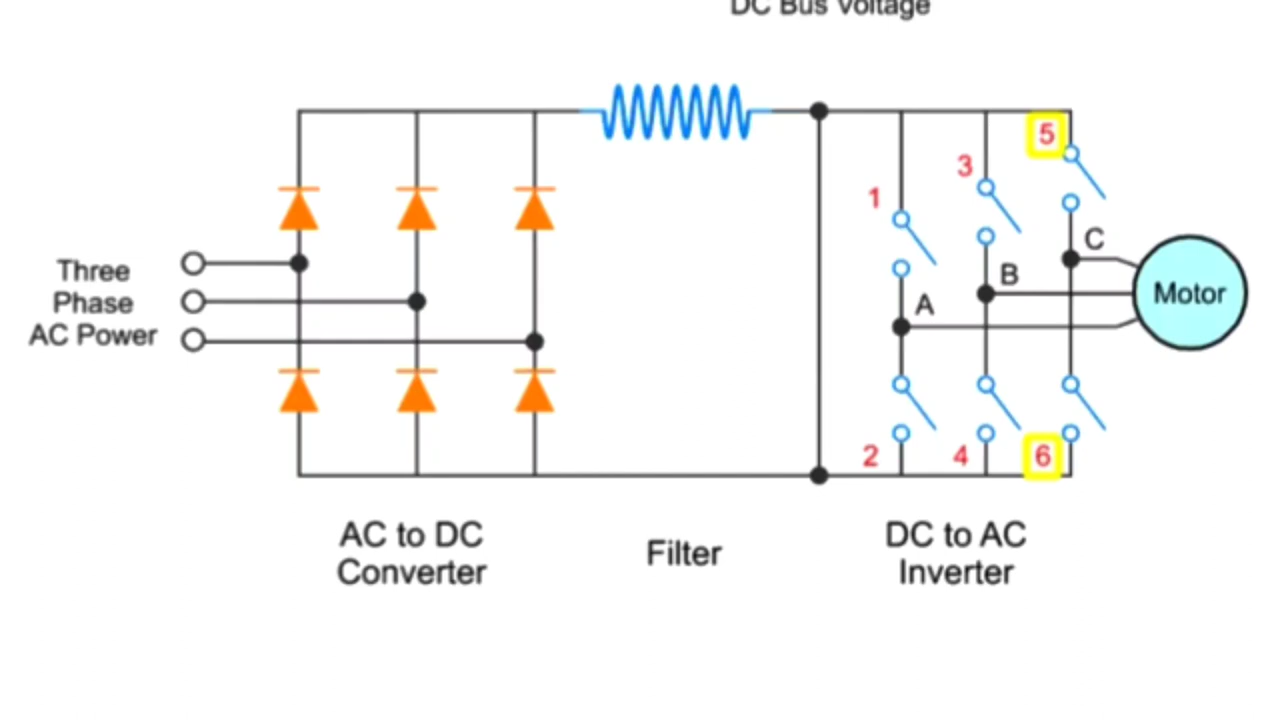 DC Bus Voltage
5
3
1
C
B
A
Motor
Three
Phase
AC Power
2
4
6
AC to DC
Converter
Filter
DC to AC
Inverter